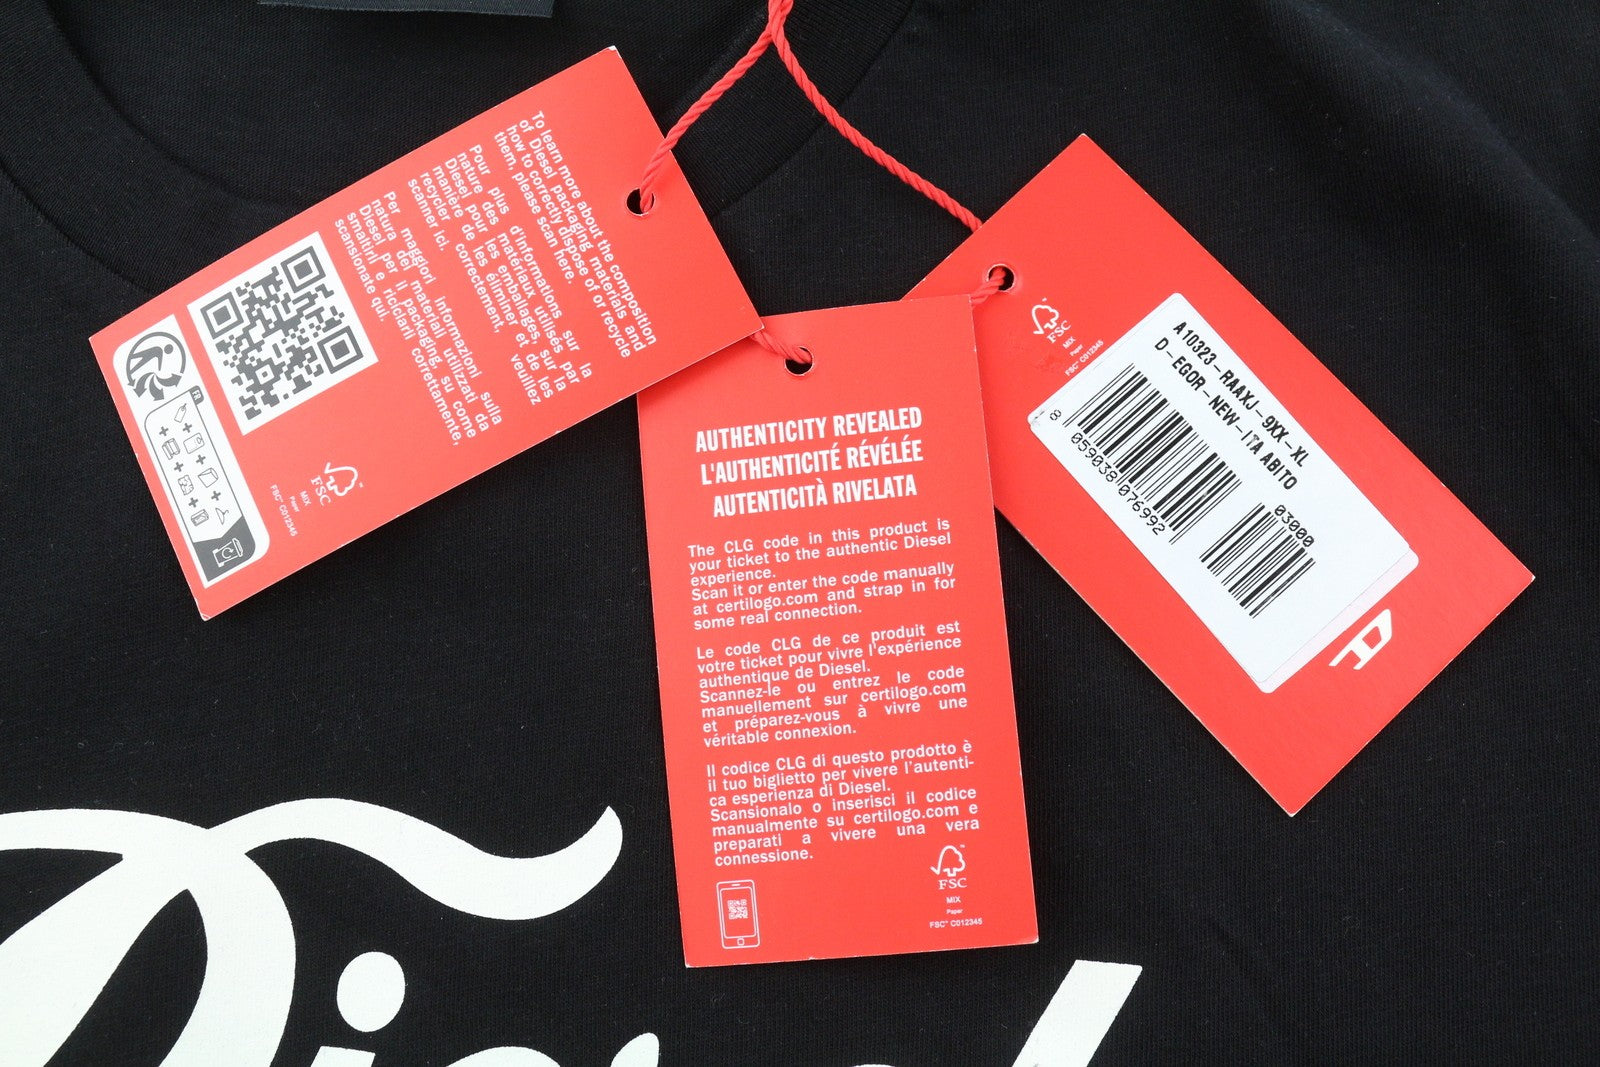 To learn more about the composition
of Diesel packaging materials and
how to correctly dispose of or recycle
them, please scan here.
Pour plus d'informations sur la
nature des matériaux utilisés par
Diesel pour les emballages, sur la
manière de les éliminer et de les
recycler correctement, veuillez
scanner ici.
Per maggiori informazioni sulla
natura dei materiali utilizzati da
Diesel per il packaging, su come
smaltirli e riciclarli correttamente,
scansionate qui.
FR
FSC
MIX
Paper
FSC™ C012345
AUTHENTICITY REVEALED
L'AUTHENTICITÉ RÉVÉLÉE
AUTENTICITÀ RIVELATA
The CLG code in this product is
your ticket to the authentic Diesel
experience.
Scan it or enter the code manually
at certilogo.com and strap in for
some real connection.
Le code CLG de ce produit est
votre ticket pour vivre l'expérience
authentique de Diesel.
Scannez-le ou entrez le code
manuellement sur certilogo.com
et préparez-vous à vivre une
véritable connexion.
Il codice CLG di questo prodotto è
il tuo biglietto per vivere l'autenti-
ca esperienza di Diesel.
Scansionalo o inserisci il codice
manualmente su certilogo.com e
preparati a vivere una vera
connessione.
FSC
MIX
Paper
FSC™ C012345
FSC
MIX
Paper
FSC™ C012345
A10323-RAAXJ-9XX-XL
D-EGOR-NEW-ITA ABITO
8 059038 076992
03000
D